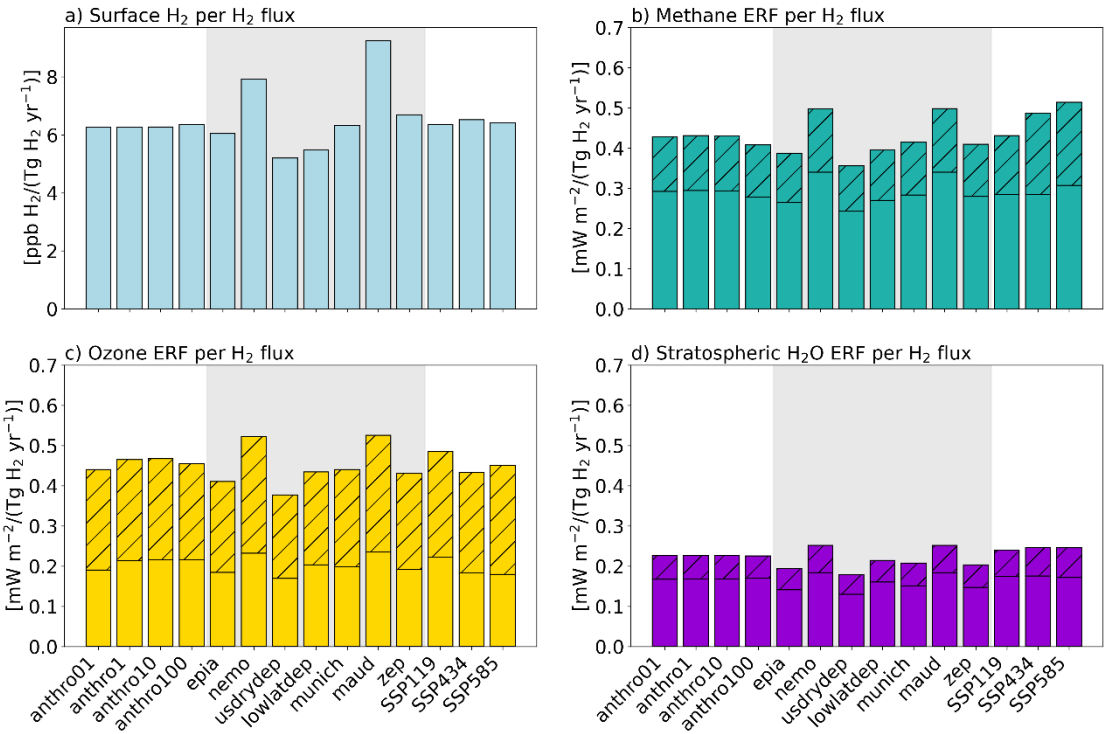 a) Surface H₂ per H₂ flux
[ppb H₂/(Tg H₂ yr⁻¹)]
8
6
4
2
0
b) Methane ERF per H₂ flux
[mW m⁻²/(Tg H₂ yr⁻¹)]
0.7
0.6
0.5
0.4
0.3
0.2
0.1
0.0
c) Ozone ERF per H₂ flux
[mW m⁻²/(Tg H₂ yr⁻¹)]
0.7
0.6
0.5
0.4
0.3
0.2
0.1
0.0
anthro01
anthro1
anthro10
anthro100
epia
nemo
usdrydep
lowlatdep
munich
maud
zep
SSP119
SSP434
SSP585
d) Stratospheric H₂O ERF per H₂ flux
[mW m⁻²/(Tg H₂ yr⁻¹)]
0.7
0.6
0.5
0.4
0.3
0.2
0.1
0.0
anthro01
anthro1
anthro10
anthro100
epia
nemo
usdrydep
lowlatdep
munich
maud
zep
SSP119
SSP434
SSP585